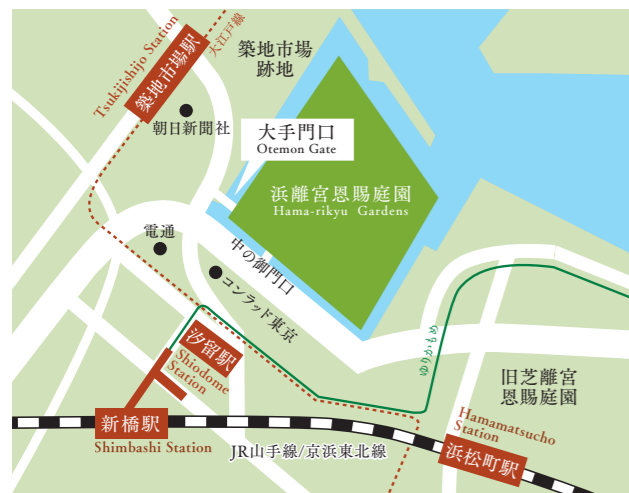 Tsukijishijo Station
築地市場駅
大江戸線
築地市場
跡地
朝日新聞社
大手門口
Otemon Gate
浜離宮恩賜庭園
Hama-rikyu Gardens
電通
中の御門口
コンラッド東京
汐留駅
Shiodome
Station
ゆりかもめ
旧芝離宮
恩賜庭園
新橋駅
Shimbashi Station
JR山手線/京浜東北線
Hamamatsucho
Station
浜松町駅